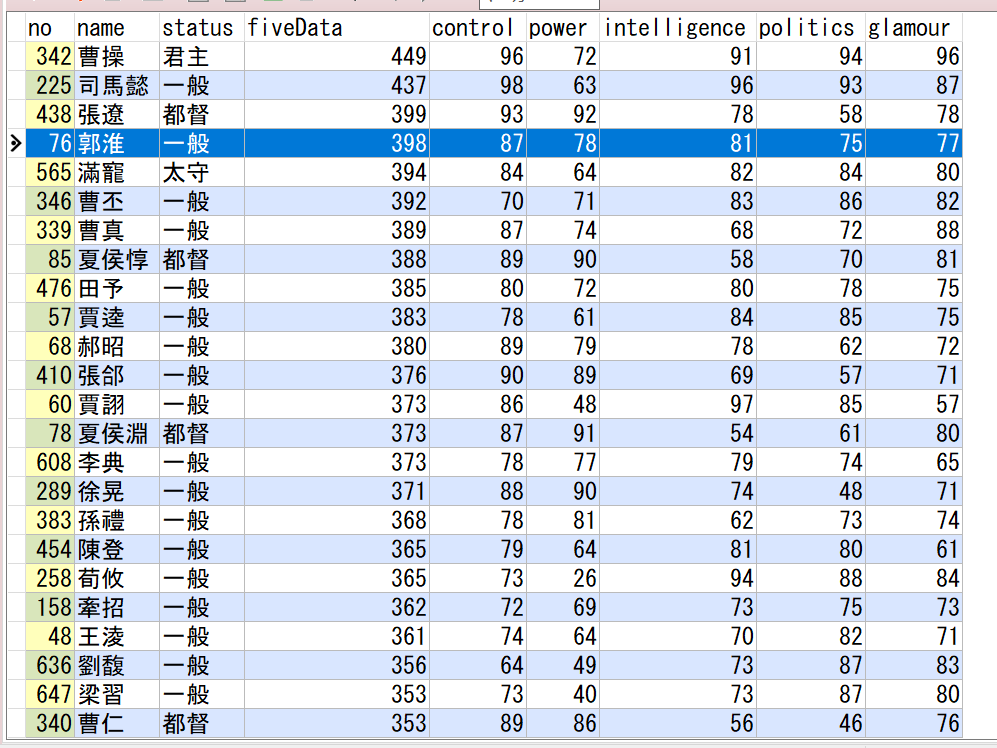 no name status fiveData control power intelligence politics glamour
342 曹操 君主 449 96 72 91 94 96
225 司馬懿 一般 437 98 63 96 93 87
438 張遼 都督 399 93 92 78 58 78
76 郭淮 一般 398 87 78 81 75 77
565 滿寵 太守 394 84 64 82 84 80
346 曹丕 一般 392 70 71 83 86 82
339 曹真 一般 389 87 74 68 72 88
85 夏侯惇 都督 388 89 90 58 70 81
476 田予 一般 385 80 72 80 78 75
57 賈逵 一般 383 78 61 84 85 75
68 郝昭 一般 380 89 79 78 62 72
410 張郃 一般 376 90 89 69 57 71
60 賈詡 一般 373 86 48 97 85 57
78 夏侯淵 都督 373 87 91 54 61 80
608 李典 一般 373 78 77 79 74 65
289 徐晃 一般 371 88 90 74 48 71
383 孫禮 一般 368 78 81 62 73 74
454 陳登 一般 365 79 64 81 80 61
258 荀攸 一般 365 73 26 94 88 84
158 牽招 一般 362 72 69 73 75 73
48 王淩 一般 361 74 64 70 82 71
636 劉馥 一般 356 64 49 73 87 83
647 梁習 一般 353 73 40 73 87 80
340 曹仁 都督 353 89 86 56 46 76